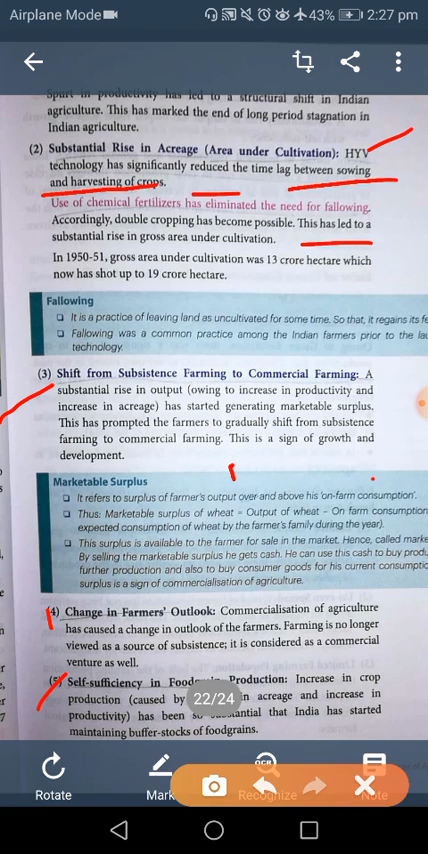 Airplane Mode 43% 2:27 pm
Spurt in productivity has led to a structural shift in Indian
agriculture. This has marked the end of long period stagnation in
Indian agriculture.
(2) Substantial Rise in Acreage (Area under Cultivation): HYV
technology has significantly reduced the time lag between sowing
and harvesting of crops.
Use of chemical fertilizers has eliminated the need for fallowing.
Accordingly, double cropping has become possible. This has led to a
substantial rise in gross area under cultivation.
In 1950-51, gross area under cultivation was 13 crore hectare which
now has shot up to 19 crore hectare.
Fallowing
It is a practice of leaving land as uncultivated for some time. So that, it regains its fe
Fallowing was a common practice among the Indian farmers prior to the lau
technology.
(3) Shift from Subsistence Farming to Commercial Farming: A
substantial rise in output (owing to increase in productivity and
increase in acreage) has started generating marketable surplus.
This has prompted the farmers to gradually shift from subsistence
farming to commercial farming. This is a sign of growth and
development.
Marketable Surplus
It refers to surplus of farmer's output over and above his 'on-farm consumption'.
Thus: Marketable surplus of wheat = Output of wheat – On farm consumption
expected consumption of wheat by the farmer's family during the year).
This surplus is available to the farmer for sale in the market. Hence, called marke
By selling the marketable surplus he gets cash. He can use this cash to buy produ
further production and also to buy consumer goods for his current consumptio
surplus is a sign of commercialisation of agriculture.
(4) Change in Farmers' Outlook: Commercialisation of agriculture
has caused a change in outlook of the farmers. Farming is no longer
viewed as a source of subsistence; it is considered as a commercial
venture as well.
(5) Self-sufficiency in Food Production: Increase in crop
production (caused by in acreage and increase in
productivity) has been so that India has started
maintaining buffer-stocks of foodgrains.
22/24
OCR
Rotate Mark Recognize Note